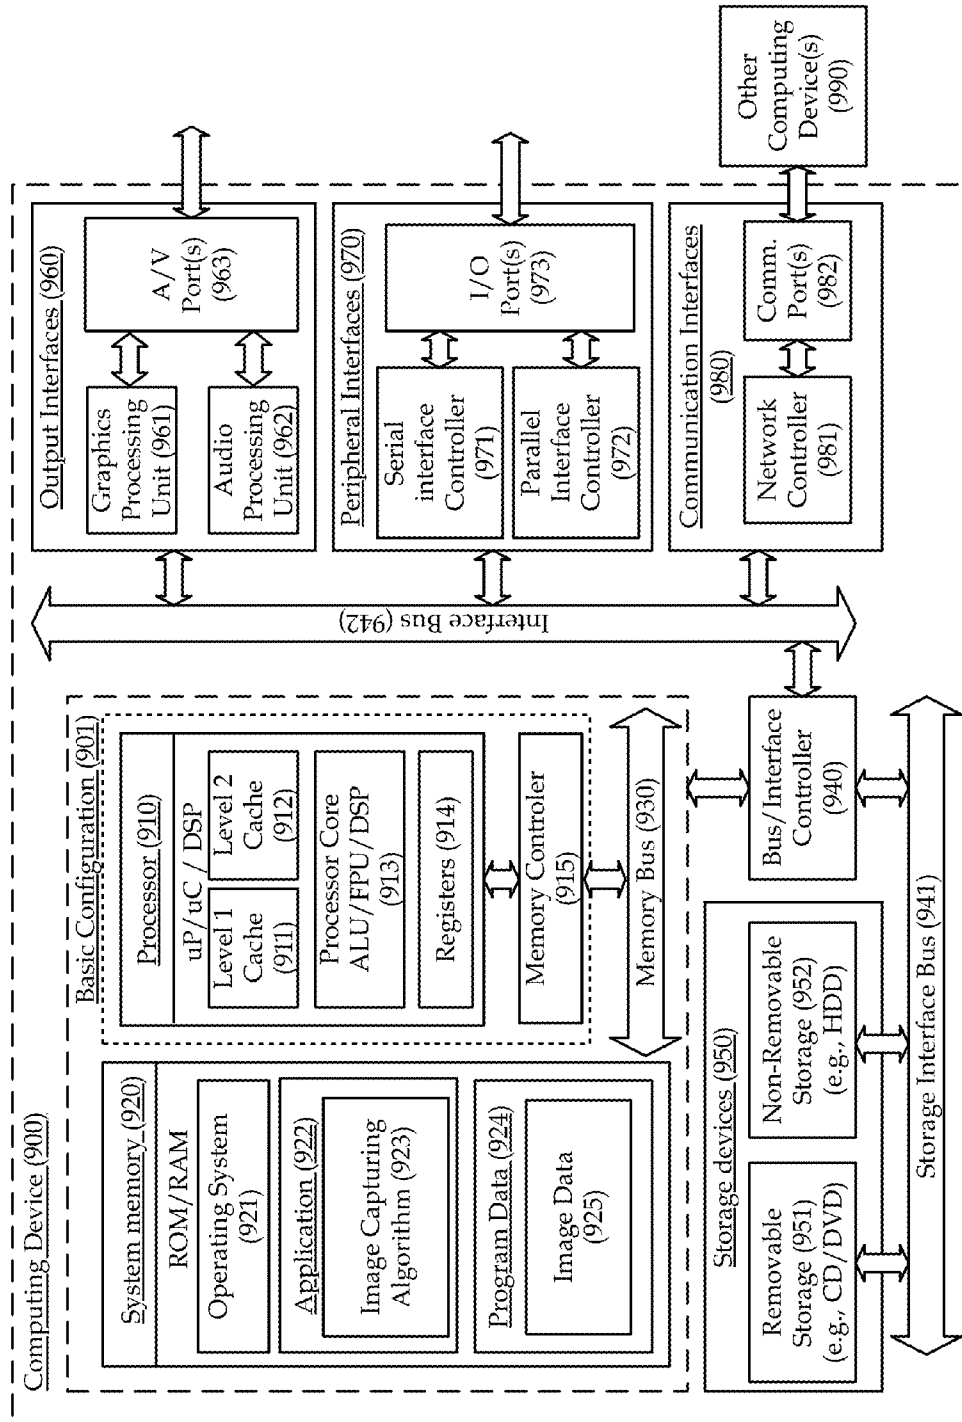 Computing Device (900)
Basic Configuration (901)
System memory (920)
ROM/RAM
Operating System
(921)
Application (922)
Image Capturing
Algorithm (923)
Program Data (924)
Image Data
(925)
Processor (910)
uP/uC / DSP
Level 1
Cache
(911)
Level 2
Cache
(912)
Processor Core
ALU/FPU/DSP
(913)
Registers (914)
Memory Controler
(915)
Memory Bus (930)
Storage devices (950)
Removable
Storage (951)
(e.g., CD/DVD)
Non-Removable
Storage (952)
(e.g., HDD)
Bus/Interface
Controller
(940)
Storage Interface Bus (941)
Interface Bus (942)
Output Interfaces (960)
Graphics
Processing
Unit (961)
Audio
Processing
Unit (962)
A/V
Port(s)
(963)
Peripheral Interfaces (970)
Serial
interface
Controller
(971)
Parallel
Interface
Controller
(972)
I/O
Port(s)
(973)
Communication Interfaces
(980)
Network
Controller
(981)
Comm.
Port(s)
(982)
Other
Computing
Device(s)
(990)